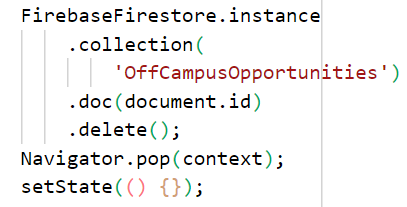 FirebaseFirestore.instance
.collection(
'OffCampusOpportunities')
.doc(document.id)
.delete();
Navigator.pop(context);
setState(() {});